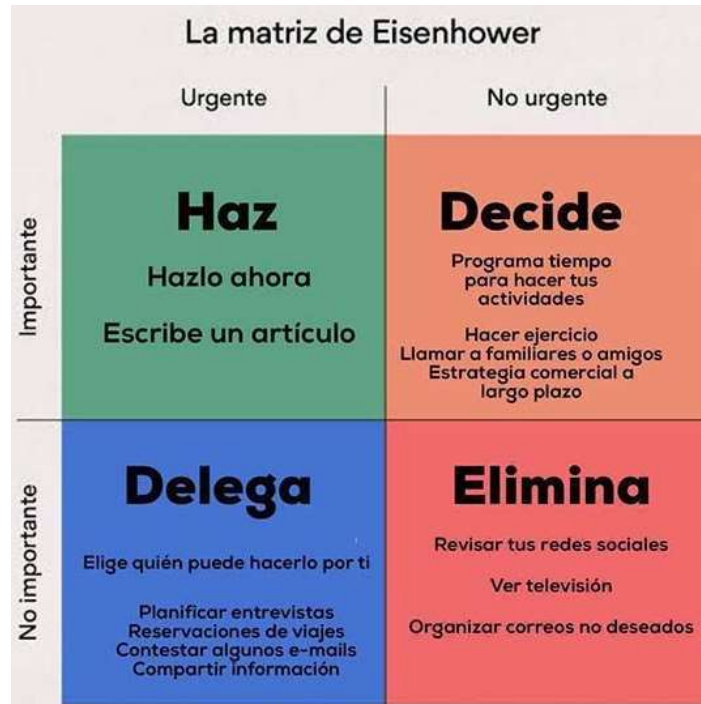 La matriz de Eisenhower
Urgente
No urgente
Importante
Haz
Hazlo ahora
Escribe un artículo
Decide
Programa tiempo
para hacer tus
actividades
Hacer ejercicio
Llamar a familiares o amigos
Estrategia comercial a
largo plazo
No importante
Delega
Elige quién puede hacerlo por ti
Planificar entrevistas
Reservaciones de viajes
Contestar algunos e-mails
Compartir información
Elimina
Revisar tus redes sociales
Ver televisión
Organizar correos no deseados